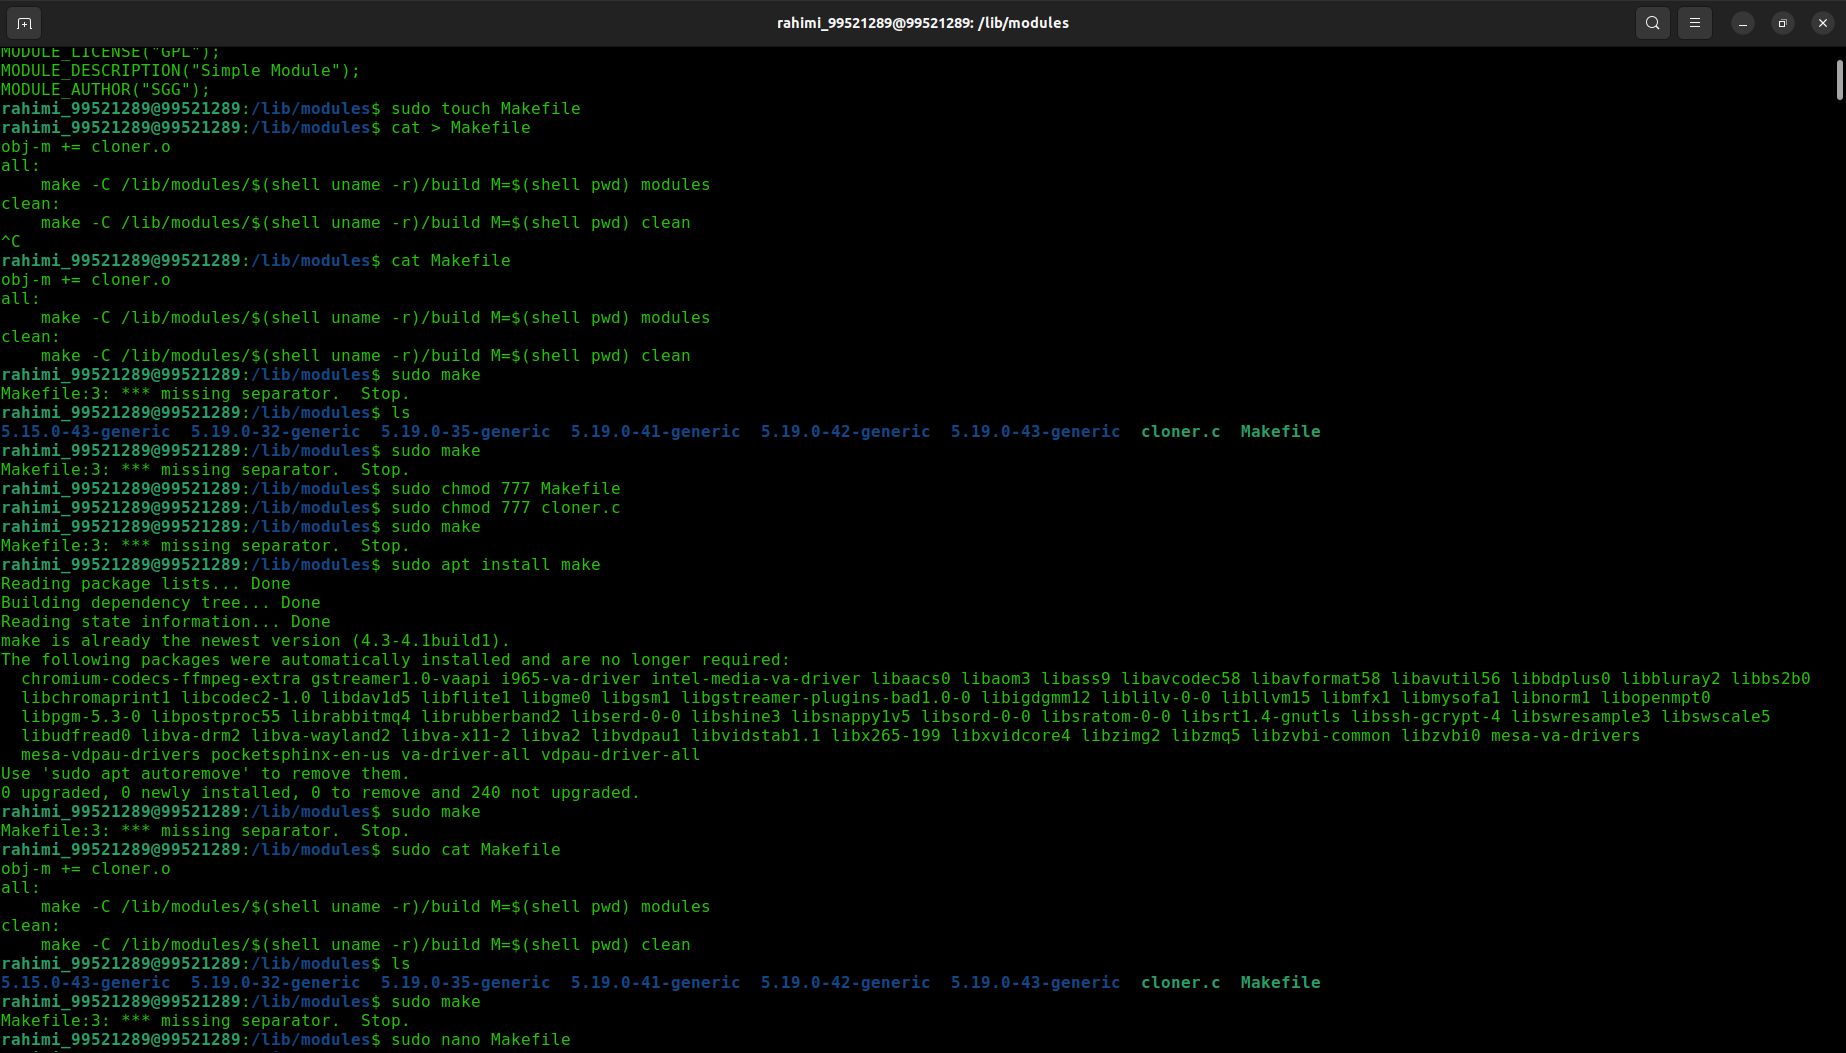 rahimi_99521289@99521289: /lib/modules
MODULE_LICENSE("GPL");
MODULE_DESCRIPTION("Simple Module");
MODULE_AUTHOR("SGG");
rahimi_99521289@99521289:/lib/modules$ sudo touch Makefile
rahimi_99521289@99521289:/lib/modules$ cat > Makefile
obj-m += cloner.o
all:
    make -C /lib/modules/$(shell uname -r)/build M=$(shell pwd) modules
clean:
    make -C /lib/modules/$(shell uname -r)/build M=$(shell pwd) clean
^C
rahimi_99521289@99521289:/lib/modules$ cat Makefile
obj-m += cloner.o
all:
    make -C /lib/modules/$(shell uname -r)/build M=$(shell pwd) modules
clean:
    make -C /lib/modules/$(shell uname -r)/build M=$(shell pwd) clean
rahimi_99521289@99521289:/lib/modules$ sudo make
Makefile:3: *** missing separator.  Stop.
rahimi_99521289@99521289:/lib/modules$ ls
5.15.0-43-generic  5.19.0-32-generic  5.19.0-35-generic  5.19.0-41-generic  5.19.0-42-generic  5.19.0-43-generic  cloner.c  Makefile
rahimi_99521289@99521289:/lib/modules$ sudo make
Makefile:3: *** missing separator.  Stop.
rahimi_99521289@99521289:/lib/modules$ sudo chmod 777 Makefile
rahimi_99521289@99521289:/lib/modules$ sudo chmod 777 cloner.c
rahimi_99521289@99521289:/lib/modules$ sudo make
Makefile:3: *** missing separator.  Stop.
rahimi_99521289@99521289:/lib/modules$ sudo apt install make
Reading package lists... Done
Building dependency tree... Done
Reading state information... Done
make is already the newest version (4.3-4.1build1).
The following packages were automatically installed and are no longer required:
  chromium-codecs-ffmpeg-extra gstreamer1.0-vaapi i965-va-driver intel-media-va-driver libaacs0 libaom3 libass9 libavcodec58 libavformat58 libavutil56 libbdplus0 libbluray2 libbs2b0
  libchromaprint1 libcodec2-1.0 libdav1d5 libflite1 libgme0 libgsm1 libgstreamer-plugins-bad1.0-0 libigdgmm12 liblilv-0-0 libllvm15 libmfx1 libmysofa1 libnorm1 libopenmpt0
  libpgm-5.3-0 libpostproc55 librabbitmq4 librubberband2 libserd-0-0 libshine3 libsnappy1v5 libsord-0-0 libsratom-0-0 libsrt1.4-gnutls libssh-gcrypt-4 libswresample3 libswscale5
  libudfread0 libva-drm2 libva-wayland2 libva-x11-2 libva2 libvdpau1 libvidstab1.1 libx265-199 libxvidcore4 libzimg2 libzmq5 libzvbi-common libzvbi0 mesa-va-drivers
  mesa-vdpau-drivers pocketsphinx-en-us va-driver-all vdpau-driver-all
Use 'sudo apt autoremove' to remove them.
0 upgraded, 0 newly installed, 0 to remove and 240 not upgraded.
rahimi_99521289@99521289:/lib/modules$ sudo make
Makefile:3: *** missing separator.  Stop.
rahimi_99521289@99521289:/lib/modules$ sudo cat Makefile
obj-m += cloner.o
all:
    make -C /lib/modules/$(shell uname -r)/build M=$(shell pwd) modules
clean:
    make -C /lib/modules/$(shell uname -r)/build M=$(shell pwd) clean
rahimi_99521289@99521289:/lib/modules$ ls
5.15.0-43-generic  5.19.0-32-generic  5.19.0-35-generic  5.19.0-41-generic  5.19.0-42-generic  5.19.0-43-generic  cloner.c  Makefile
rahimi_99521289@99521289:/lib/modules$ sudo make
Makefile:3: *** missing separator.  Stop.
rahimi_99521289@99521289:/lib/modules$ sudo nano Makefile